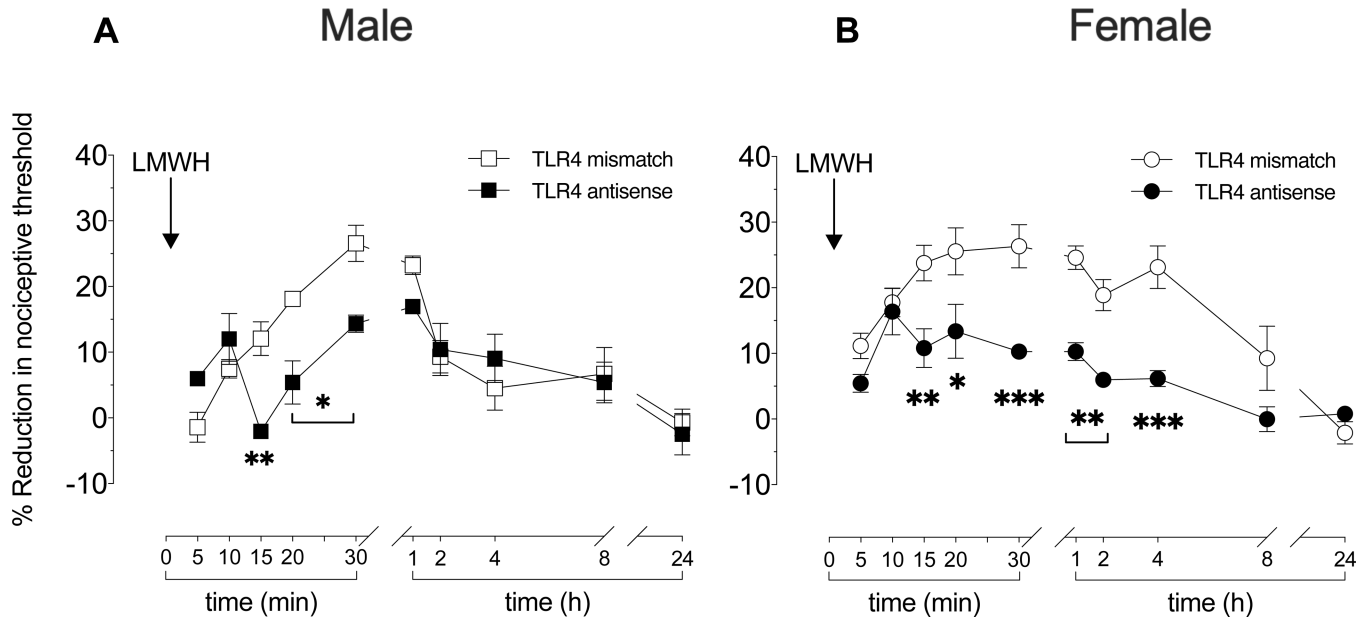 A Male
% Reduction in nociceptive threshold
LMWH
TLR4 mismatch
TLR4 antisense
40
30
20
10
0
-10
*
**
0 5 10 15 20 30 1 2 4 8 24
time (min) time (h)
B Female
LMWH
TLR4 mismatch
TLR4 antisense
40
30
20
10
0
-10
** * *** ** ***
0 5 10 15 20 30 1 2 4 8 24
time (min) time (h)